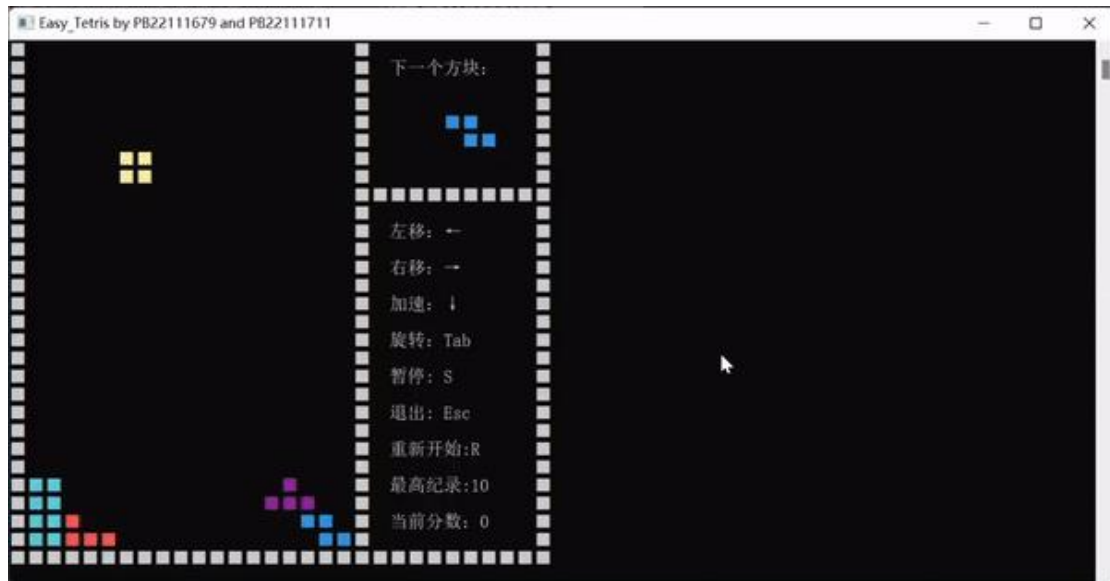 Easy_Tetris by PB22111679 and PB22111711
下一个方块：
左移：←
右移：→
加速：↓
旋转：Tab
暂停：S
退出：Esc
重新开始:R
最高纪录:10
当前分数：0